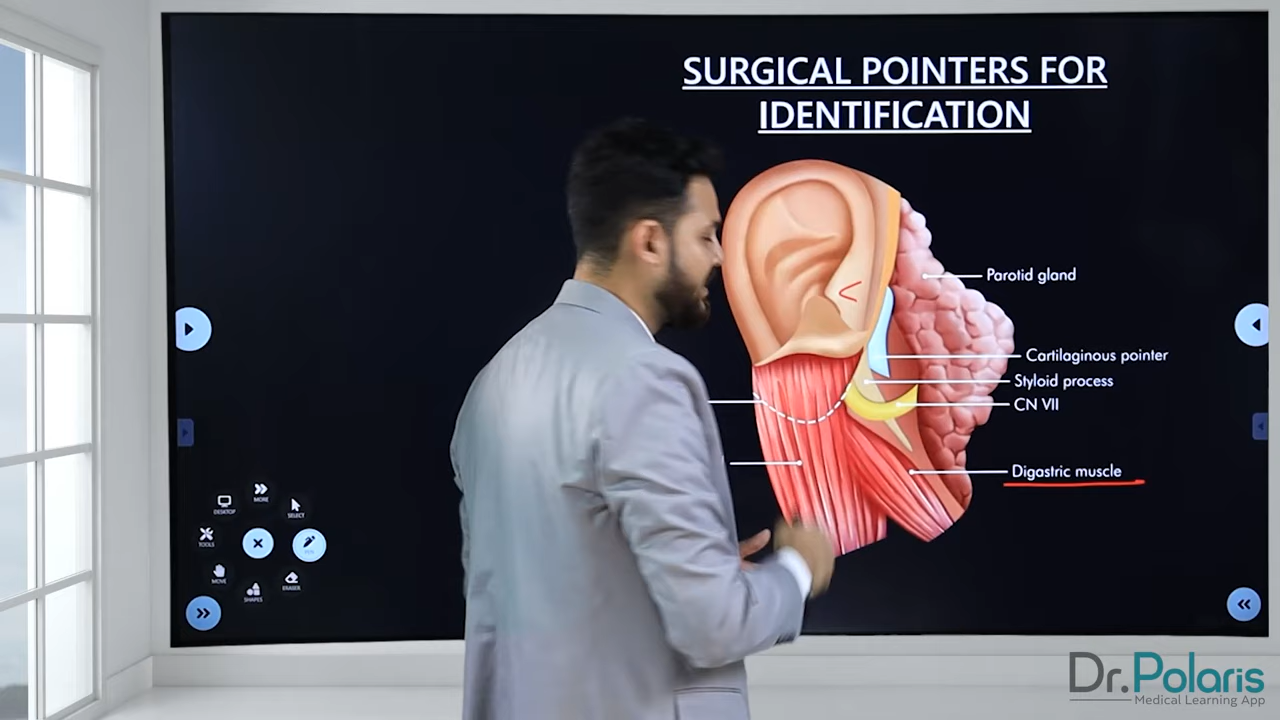 SURGICAL POINTERS FOR
IDENTIFICATION
Parotid gland
Cartilaginous pointer
Styloid process
CN VII
Digastric muscle
MORE
DESKTOP
SELECT
TOOLS
MOVE
SHAPES
ERASER
Dr.Polaris
Medical Learning App